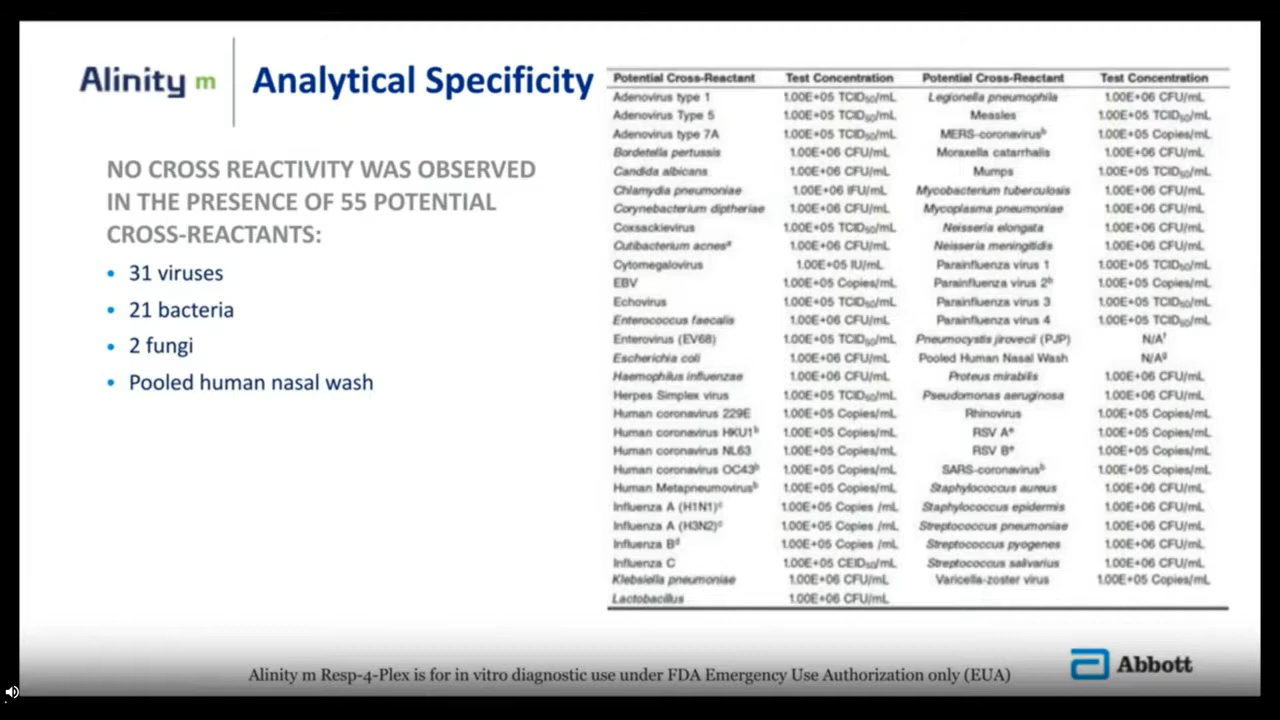 Alinity m
Analytical Specificity
NO CROSS REACTIVITY WAS OBSERVED
IN THE PRESENCE OF 55 POTENTIAL
CROSS-REACTANTS:
• 31 viruses
• 21 bacteria
• 2 fungi
• Pooled human nasal wash
Potential Cross-Reactant Test Concentration Potential Cross-Reactant Test Concentration
Adenovirus type 1 1.00E+05 TCID₅₀/mL Legionella pneumophila 1.00E+06 CFU/mL
Adenovirus Type 5 1.00E+05 TCID₅₀/mL Measles 1.00E+05 TCID₅₀/mL
Adenovirus type 7A 1.00E+05 TCID₅₀/mL MERS-coronavirusᵇ 1.00E+05 Copies/mL
Bordetella pertussis 1.00E+06 CFU/mL Moraxella catarrhalis 1.00E+06 CFU/mL
Candida albicans 1.00E+06 CFU/mL Mumps 1.00E+05 TCID₅₀/mL
Chlamydia pneumoniae 1.00E+06 IFU/mL Mycobacterium tuberculosis 1.00E+06 CFU/mL
Corynebacterium diptheriae 1.00E+06 CFU/mL Mycoplasma pneumoniae 1.00E+06 CFU/mL
Coxsackievirus 1.00E+05 TCID₅₀/mL Neisseria elongata 1.00E+06 CFU/mL
Cutibacterium acnesᵃ 1.00E+06 CFU/mL Neisseria meningitidis 1.00E+06 CFU/mL
Cytomegalovirus 1.00E+05 IU/mL Parainfluenza virus 1 1.00E+05 TCID₅₀/mL
EBV 1.00E+05 Copies/mL Parainfluenza virus 2ᵇ 1.00E+05 Copies/mL
Echovirus 1.00E+05 TCID₅₀/mL Parainfluenza virus 3 1.00E+05 TCID₅₀/mL
Enterococcus faecalis 1.00E+06 CFU/mL Parainfluenza virus 4 1.00E+05 TCID₅₀/mL
Enterovirus (EV68) 1.00E+05 TCID₅₀/mL Pneumocystis jirovecii (PJP) N/Aᶠ
Escherichia coli 1.00E+06 CFU/mL Pooled Human Nasal Wash N/Aᵍ
Haemophilus influenzae 1.00E+06 CFU/mL Proteus mirabilis 1.00E+06 CFU/mL
Herpes Simplex virus 1.00E+05 TCID₅₀/mL Pseudomonas aeruginosa 1.00E+06 CFU/mL
Human coronavirus 229E 1.00E+05 Copies/mL Rhinovirus 1.00E+05 Copies/mL
Human coronavirus HKU1ᵇ 1.00E+05 Copies/mL RSV Aᵉ 1.00E+05 Copies/mL
Human coronavirus NL63 1.00E+05 Copies/mL RSV Bᵉ 1.00E+05 Copies/mL
Human coronavirus OC43ᵇ 1.00E+05 Copies/mL SARS-coronavirusᵇ 1.00E+05 Copies/mL
Human Metapneumovirusᵇ 1.00E+05 Copies/mL Staphylococcus aureus 1.00E+06 CFU/mL
Influenza A (H1N1)ᶜ 1.00E+05 Copies /mL Staphylococcus epidermis 1.00E+06 CFU/mL
Influenza A (H3N2)ᶜ 1.00E+05 Copies /mL Streptococcus pneumoniae 1.00E+06 CFU/mL
Influenza Bᵈ 1.00E+05 Copies /mL Streptococcus pyogenes 1.00E+06 CFU/mL
Influenza C 1.00E+05 CEID₅₀/mL Streptococcus salivarius 1.00E+06 CFU/mL
Klebsiella pneumoniae 1.00E+06 CFU/mL Varicella-zoster virus 1.00E+05 Copies/mL
Lactobacillus 1.00E+06 CFU/mL
Alinity m Resp-4-Plex is for in vitro diagnostic use under FDA Emergency Use Authorization only (EUA)
Abbott